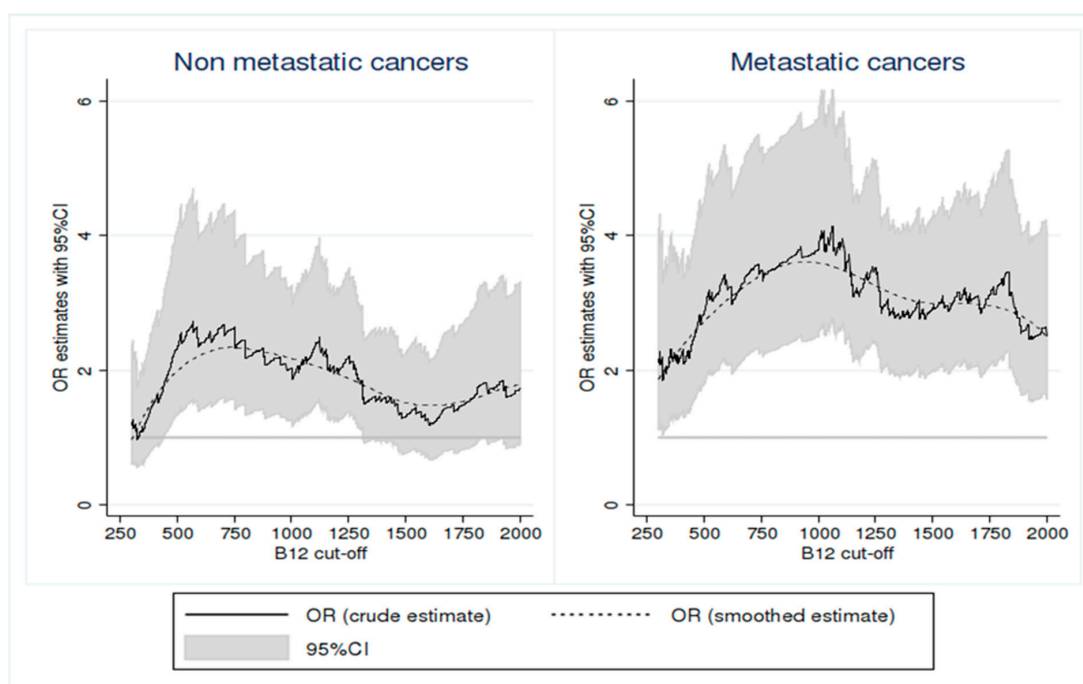 Non metastatic cancers
OR estimates with 95%CI
6
4
2
0
250 500 750 1000 1250 1500 1750 2000
B12 cut-off
Metastatic cancers
OR estimates with 95%CI
6
4
2
0
250 500 750 1000 1250 1500 1750 2000
B12 cut-off
OR (crude estimate) OR (smoothed estimate)
95%CI